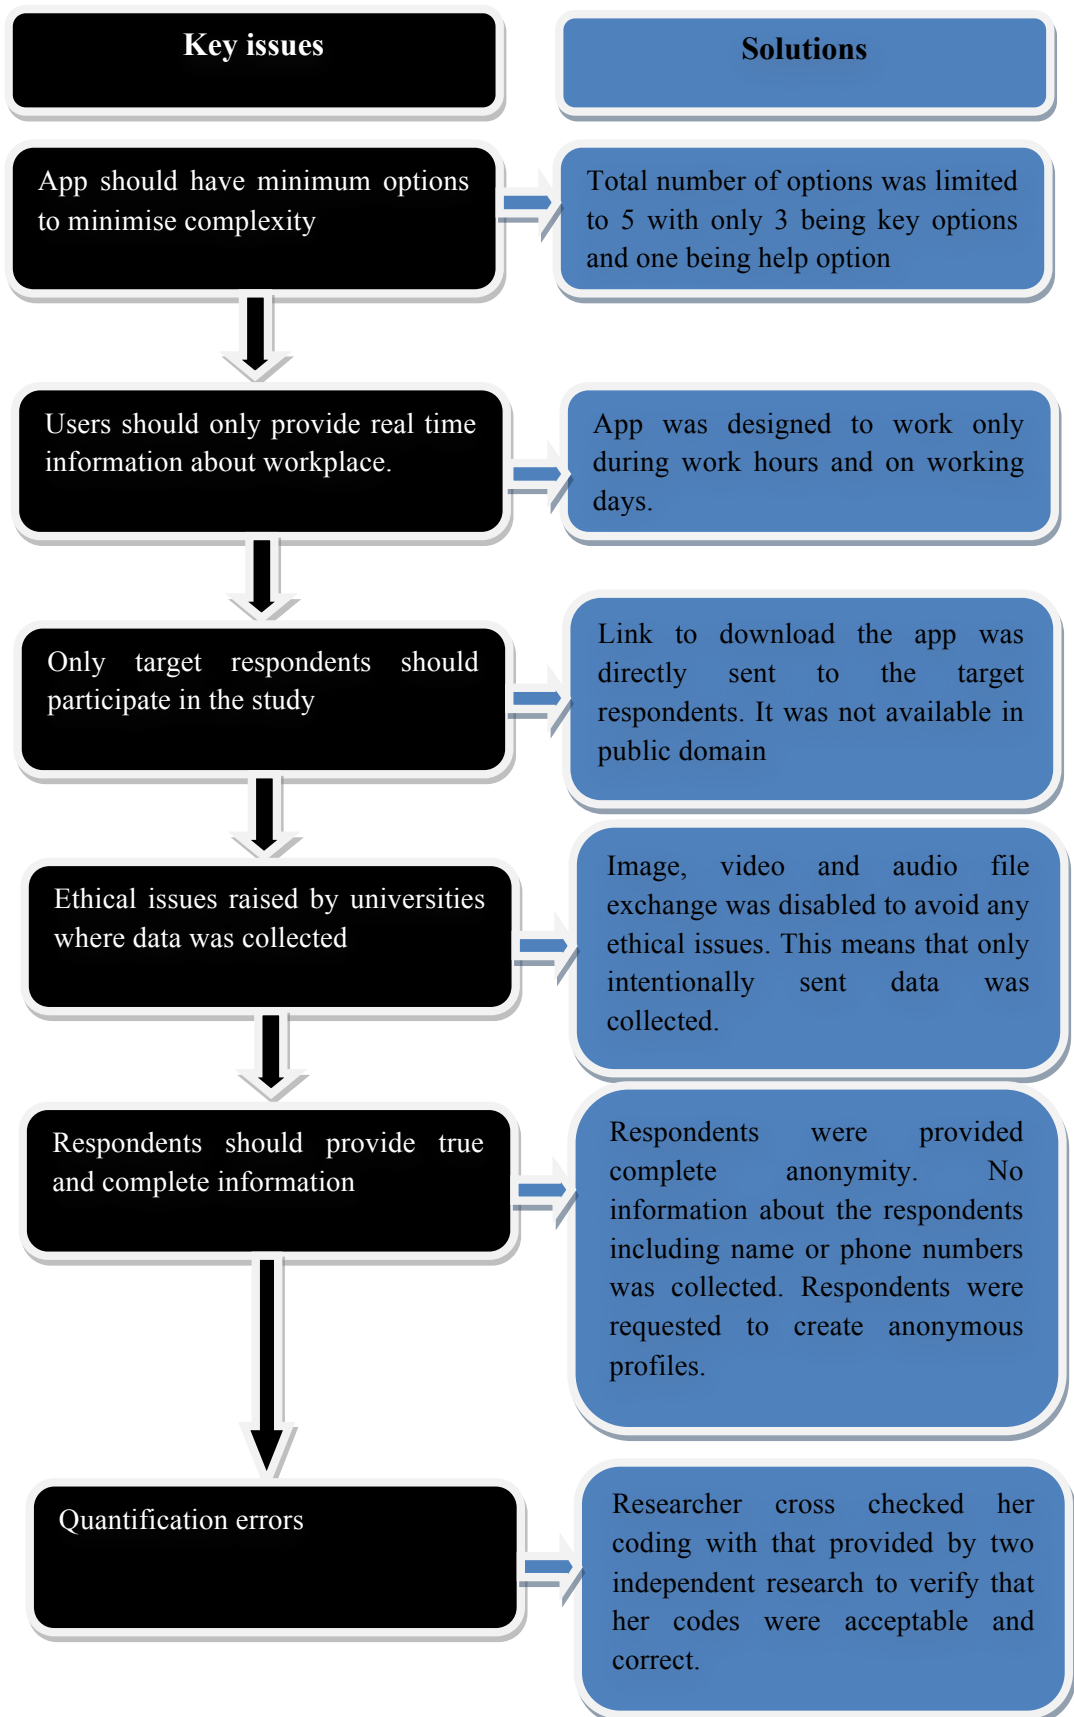 Key issues
Solutions
App should have minimum options
to minimise complexity
Total number of options was limited
to 5 with only 3 being key options
and one being help option
Users should only provide real time
information about workplace.
App was designed to work only
during work hours and on working
days.
Only target respondents should
participate in the study
Link to download the app was
directly sent to the target
respondents. It was not available in
public domain
Ethical issues raised by universities
where data was collected
Image, video and audio file
exchange was disabled to avoid any
ethical issues. This means that only
intentionally sent data was
collected.
Respondents should provide true
and complete information
Respondents were provided
complete anonymity. No
information about the respondents
including name or phone numbers
was collected. Respondents were
requested to create anonymous
profiles.
Quantification errors
Researcher cross checked her
coding with that provided by two
independent research to verify that
her codes were acceptable and
correct.